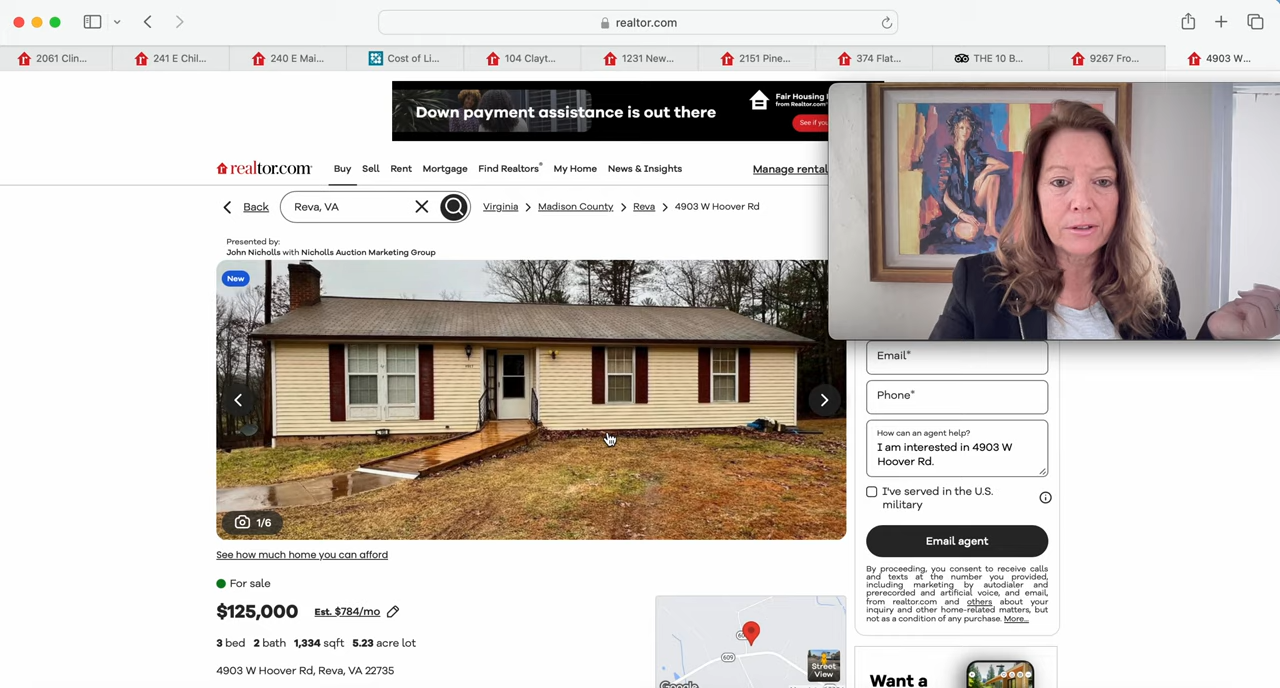 realtor.com
2061 Clin...
241 E Chil...
240 E Mai...
Cost of Li...
104 Clayt...
1231 New...
2151 Pine...
374 Flat...
THE 10 B...
9267 Fro...
4903 W...
Down payment assistance is out there
Fair Housing
from Realtor.com
See if you
realtor.com
Buy
Sell
Rent
Mortgage
Find Realtors®
My Home
News & Insights
Manage rental
Back
Reva, VA
Virginia > Madison County > Reva > 4903 W Hoover Rd
Presented by:
John Nicholls with Nicholls Auction Marketing Group
New
1/6
Email*
Phone*
How can an agent help?
I am interested in 4903 W
Hoover Rd.
I've served in the U.S.
military
Email agent
By proceeding, you consent to receive calls
and texts at the number you provided,
including marketing by autodialer and
prerecorded and artificial voice, and email,
from realtor.com and others about your
inquiry and other home-related matters, but
not as a condition of any purchase. More...
See how much home you can afford
For sale
$125,000
Est. $784/mo
3 bed 2 bath 1,334 sqft 5.23 acre lot
4903 W Hoover Rd, Reva, VA 22735
609
Street
View
Google
Want a